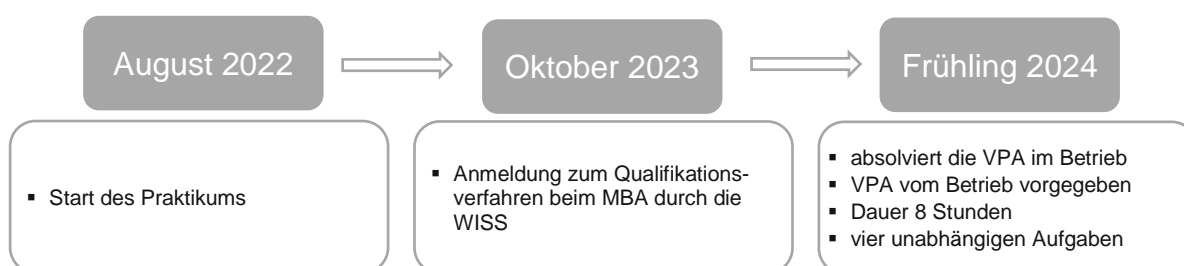 August 2022
Oktober 2023
Frühling 2024
▪ Start des Praktikums
▪ Anmeldung zum Qualifikations-
verfahren beim MBA durch die
WISS
▪ absolviert die VPA im Betrieb
▪ VPA vom Betrieb vorgegeben
▪ Dauer 8 Stunden
▪ vier unabhängigen Aufgaben